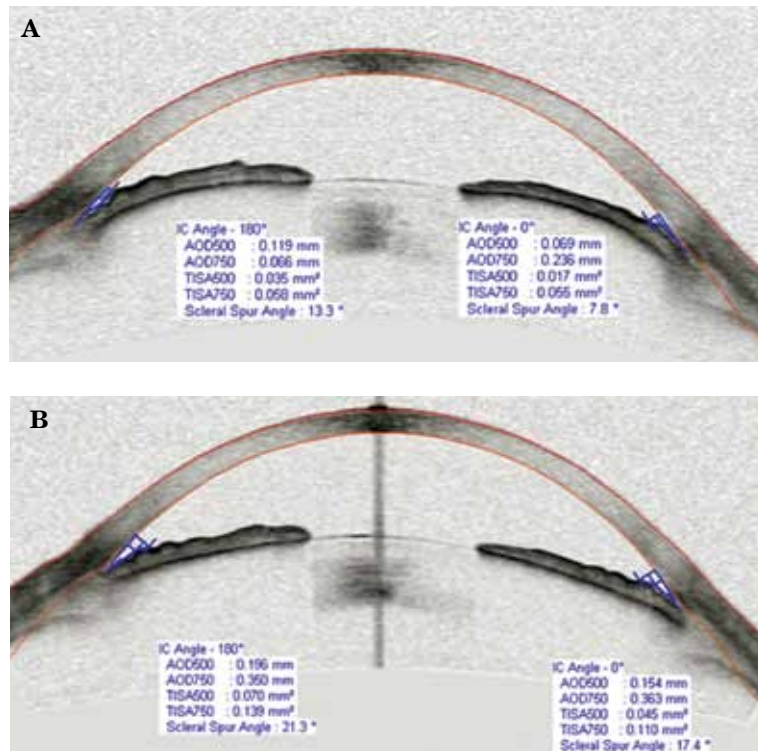 A
IC Angle - 180°
AOD500 : 0.119 mm
AOD750 : 0.066 mm
TISA500 : 0.035 mm²
TISA750 : 0.058 mm²
Scleral Spur Angle : 13.3 °
IC Angle - 0°
AOD500 : 0.069 mm
AOD750 : 0.236 mm
TISA500 : 0.017 mm²
TISA750 : 0.055 mm²
Scleral Spur Angle : 7.8 °
B
IC Angle - 180°
AOD500 : 0.196 mm
AOD750 : 0.350 mm
TISA500 : 0.070 mm²
TISA750 : 0.139 mm²
Scleral Spur Angle : 21.3 °
IC Angle - 0°
AOD500 : 0.154 mm
AOD750 : 0.363 mm
TISA500 : 0.045 mm²
TISA750 : 0.110 mm²
Scleral Spur Angle : 17.4 °